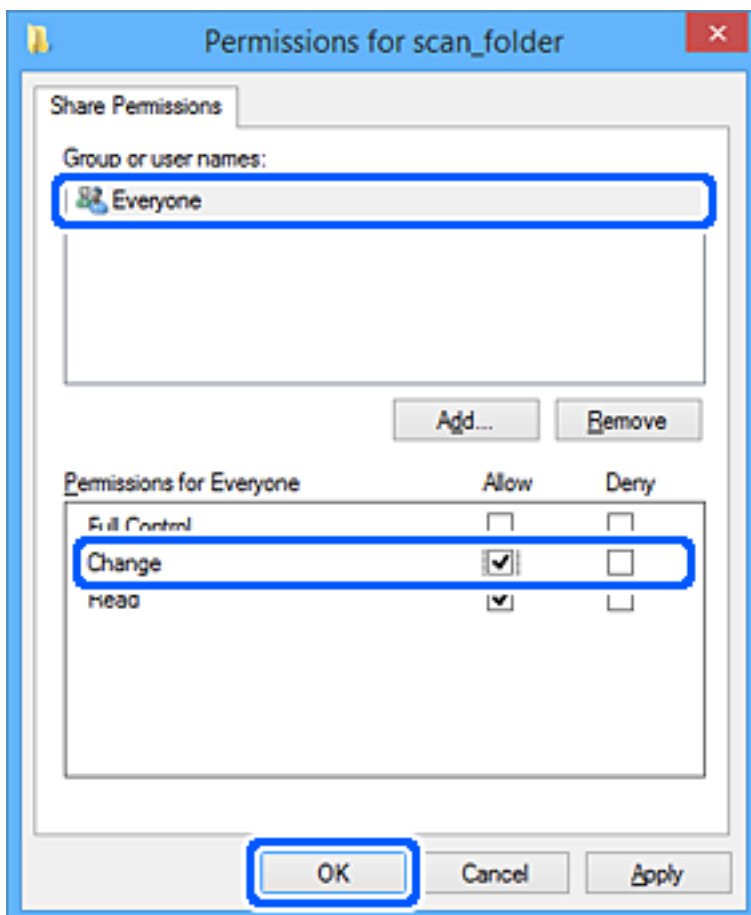 Permissions for scan_folder
Share Permissions
Group or user names:
Everyone
Add... Remove
Permissions for Everyone Allow Deny
Full Control
Change
Read
OK Cancel Apply